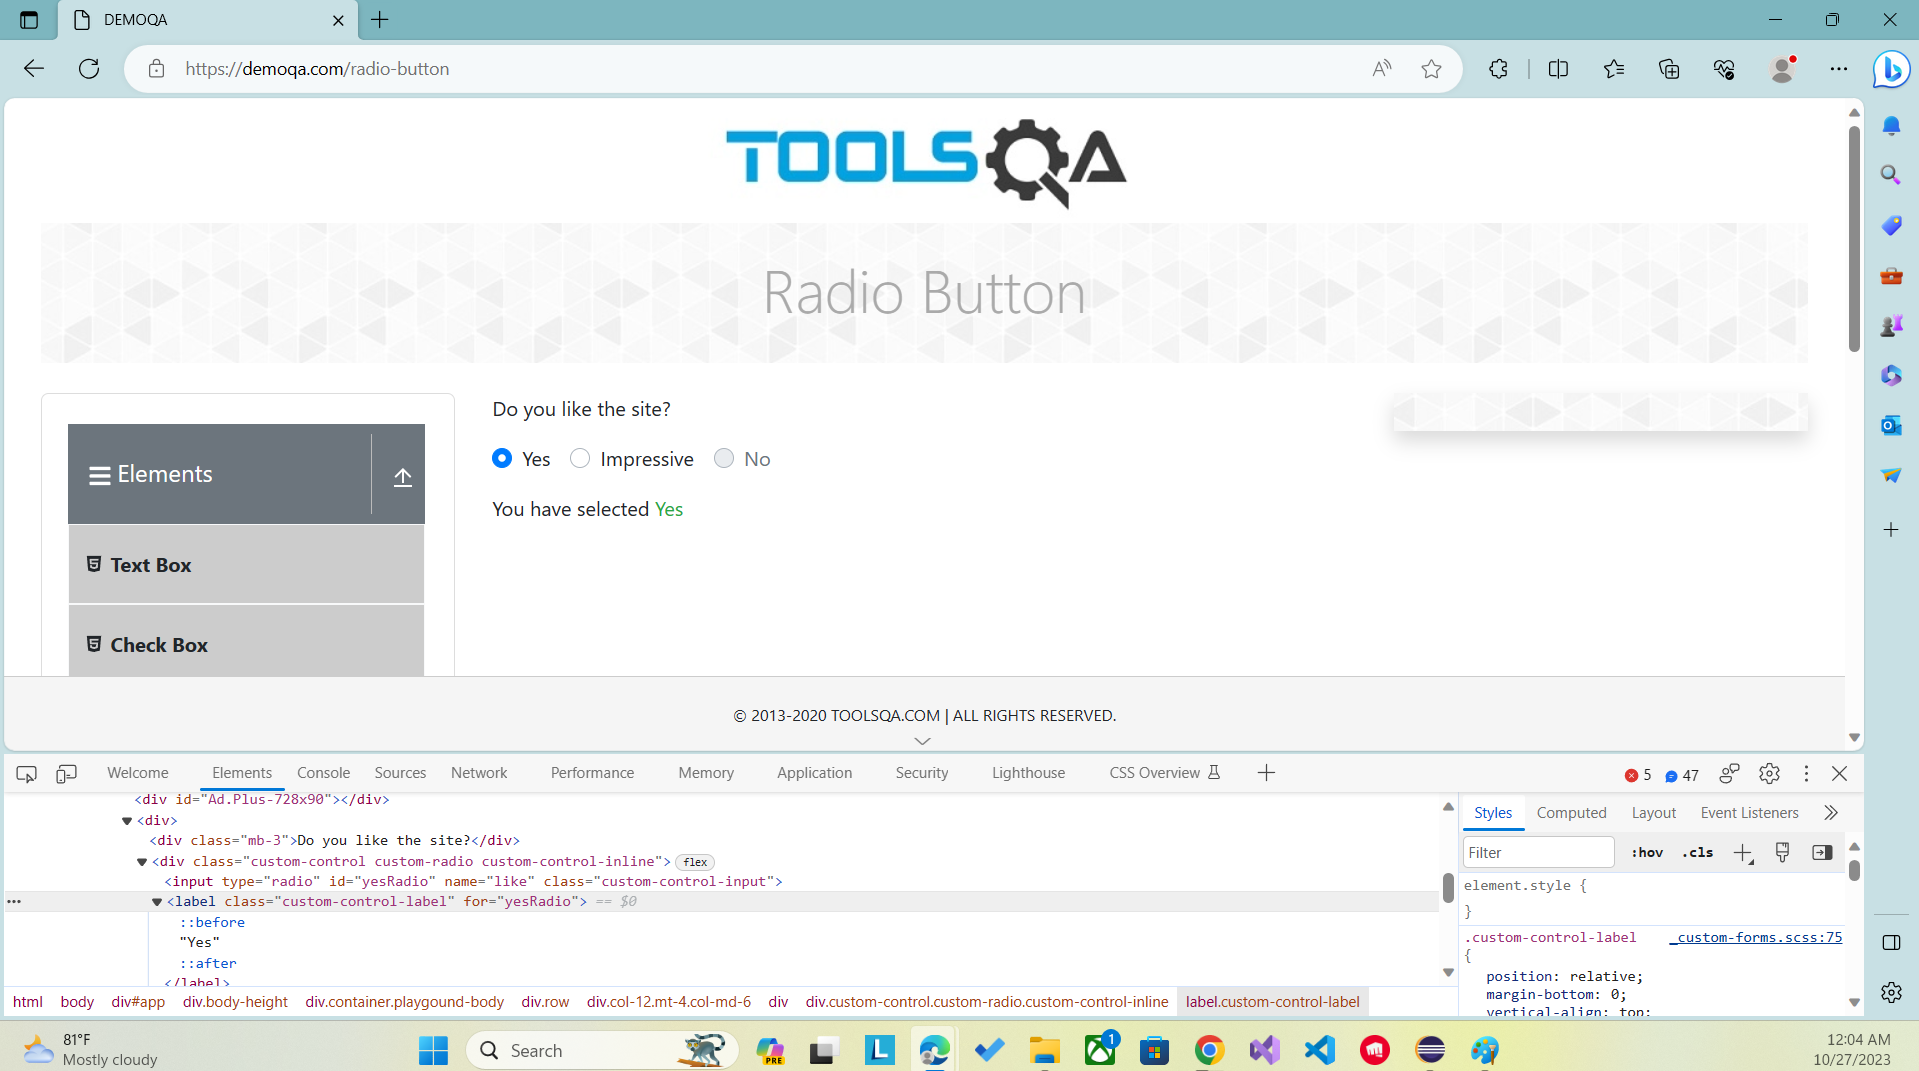 DEMOQA
https://demoqa.com/radio-button
TOOLSQA
Radio Button
Elements
Text Box
Check Box
Do you like the site?
Yes Impressive No
You have selected Yes
© 2013-2020 TOOLSQA.COM | ALL RIGHTS RESERVED.
Welcome Elements Console Sources Network Performance Memory Application Security Lighthouse CSS Overview 5 47
<div id="Ad.Plus-728x90"></div>
<div>
<div class="mb-3">Do you like the site?</div>
<div class="custom-control custom-radio custom-control-inline"> flex
<input type="radio" id="yesRadio" name="like" class="custom-control-input">
<label class="custom-control-label" for="yesRadio"> == $0
::before
"Yes"
::after
</label>
html body div#app div.body-height div.container.playgound-body div.row div.col-12.mt-4.col-md-6 div div.custom-control.custom-radio.custom-control-inline label.custom-control-label
Styles Computed Layout Event Listeners
Filter :hov .cls
element.style {
}
.custom-control-label _custom-forms.scss:75
{
position: relative;
margin-bottom: 0;
vertical-align: top;
81°F
Mostly cloudy
Search
PRE
L
1
12:04 AM
10/27/2023